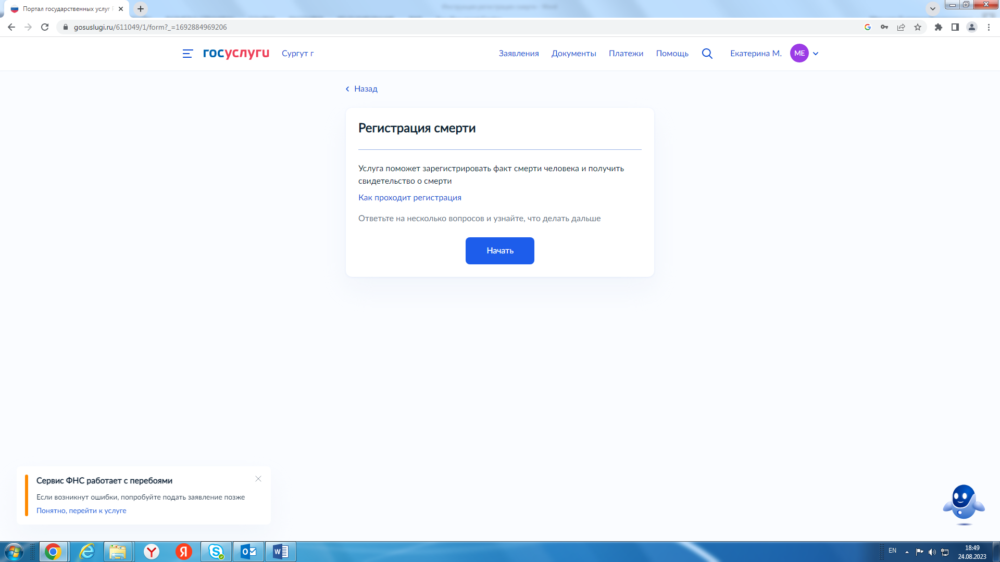 Портал государственных услуг
gosuslugi.ru/611049/1/form?_=1692884969206
госуслуги
Сургут г
Заявления
Документы
Платежи
Помощь
Екатерина М.
МЕ
Назад
Регистрация смерти
Услуга поможет зарегистрировать факт смерти человека и получить
свидетельство о смерти
Как проходит регистрация
Ответьте на несколько вопросов и узнайте, что делать дальше
Начать
Сервис ФНС работает с перебоями
Если возникнут ошибки, попробуйте подать заявление позже
Понятно, перейти к услуге
EN
18:49
24.08.2023